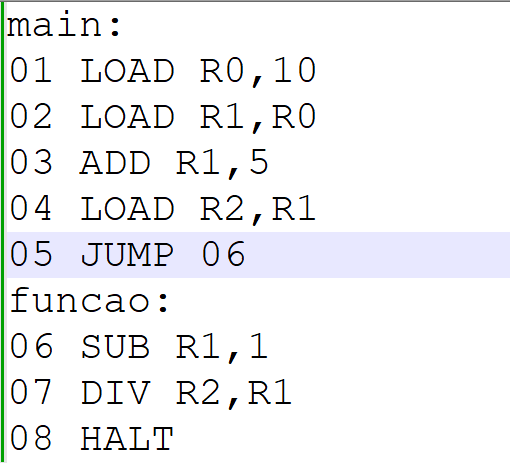 main:
01 LOAD R0,10
02 LOAD R1,R0
03 ADD R1,5
04 LOAD R2,R1
05 JUMP 06
funcao:
06 SUB R1,1
07 DIV R2,R1
08 HALT